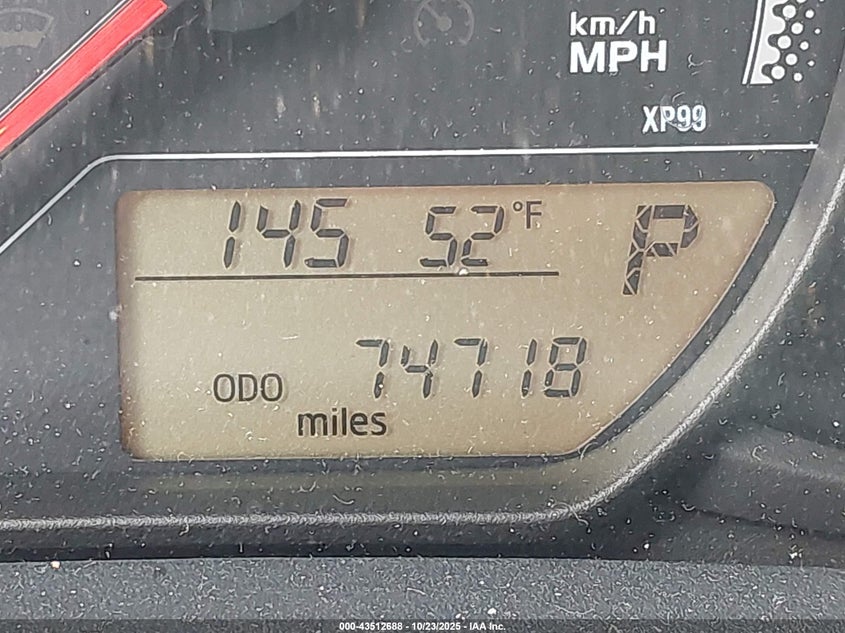 km/h
MPH
XP99
145 52°F P
ODO 74718
miles
000-43512688 - 10/23/2025 - IAA Inc.